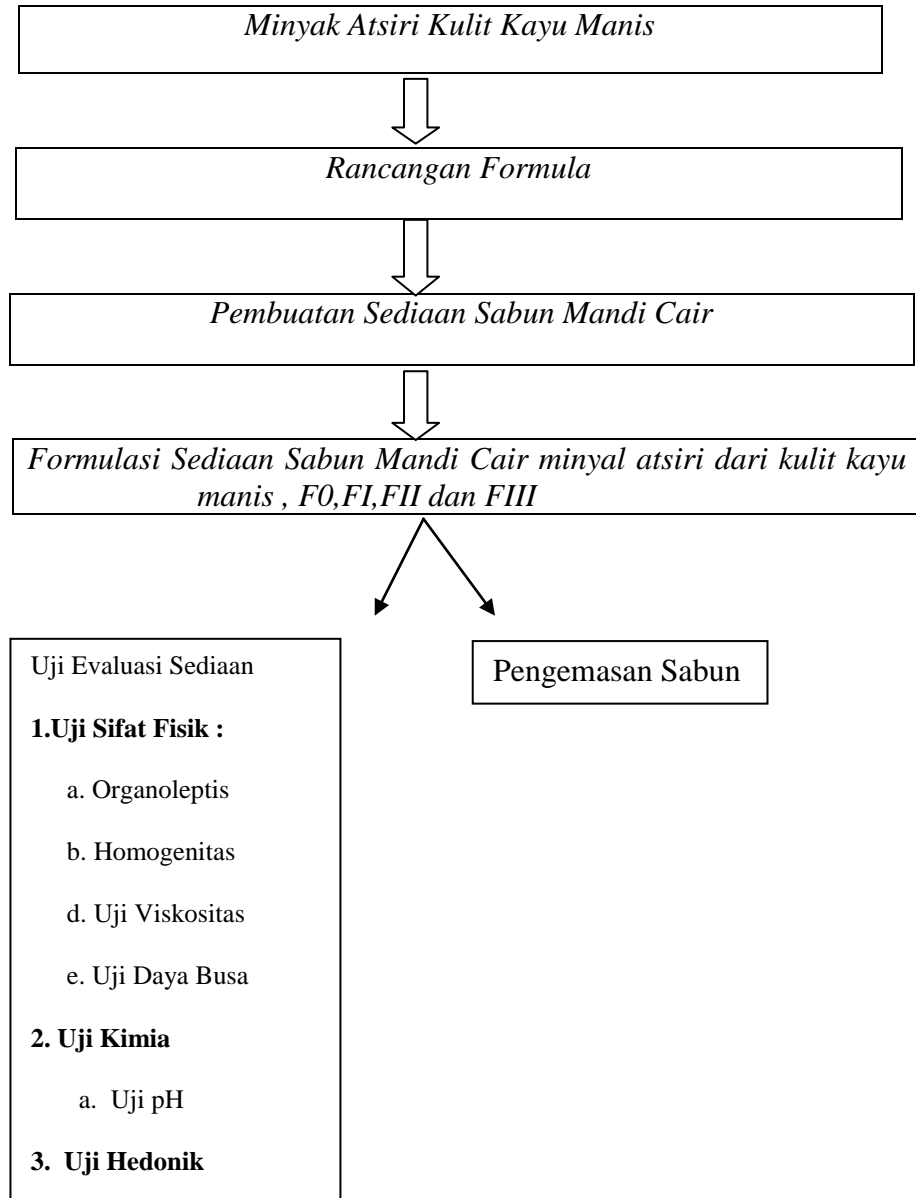 Minyak Atsiri Kulit Kayu Manis
Rancangan Formula
Pembuatan Sediaan Sabun Mandi Cair
Formulasi Sediaan Sabun Mandi Cair minyal atsiri dari kulit kayu
manis , F0,FI,FII dan FIII
Uji Evaluasi Sediaan
1.Uji Sifat Fisik :
a. Organoleptis
b. Homogenitas
d. Uji Viskositas
e. Uji Daya Busa
2. Uji Kimia
a. Uji pH
3. Uji Hedonik
Pengemasan Sabun